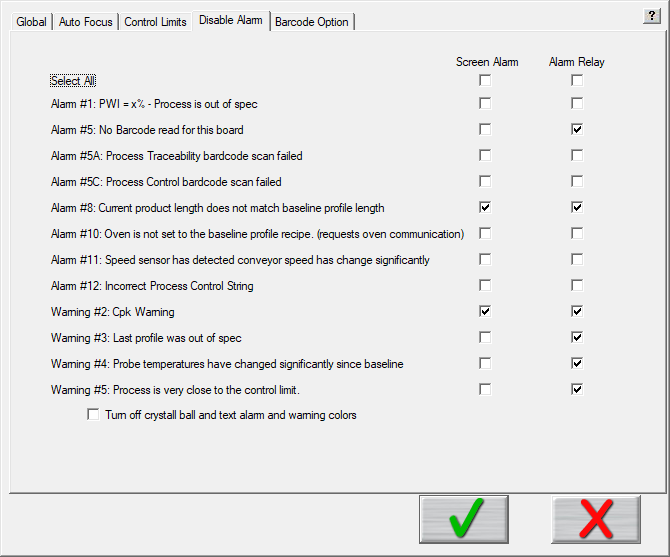 Global Auto Focus Control Limits Disable Alarm Barcode Option ?
Screen Alarm Alarm Relay
Select All
Alarm #1: PWI = x% - Process is out of spec
Alarm #5: No Barcode read for this board
Alarm #5A: Process Traceability bardcode scan failed
Alarm #5C: Process Control bardcode scan failed
Alarm #8: Current product length does not match baseline profile length
Alarm #10: Oven is not set to the baseline profile recipe. (requests oven communication)
Alarm #11: Speed sensor has detected conveyor speed has change significantly
Alarm #12: Incorrect Process Control String
Warning #2: Cpk Warning
Warning #3: Last profile was out of spec
Warning #4: Probe temperatures have changed significantly since baseline
Warning #5: Process is very close to the control limit.
Turn off crystall ball and text alarm and warning colors